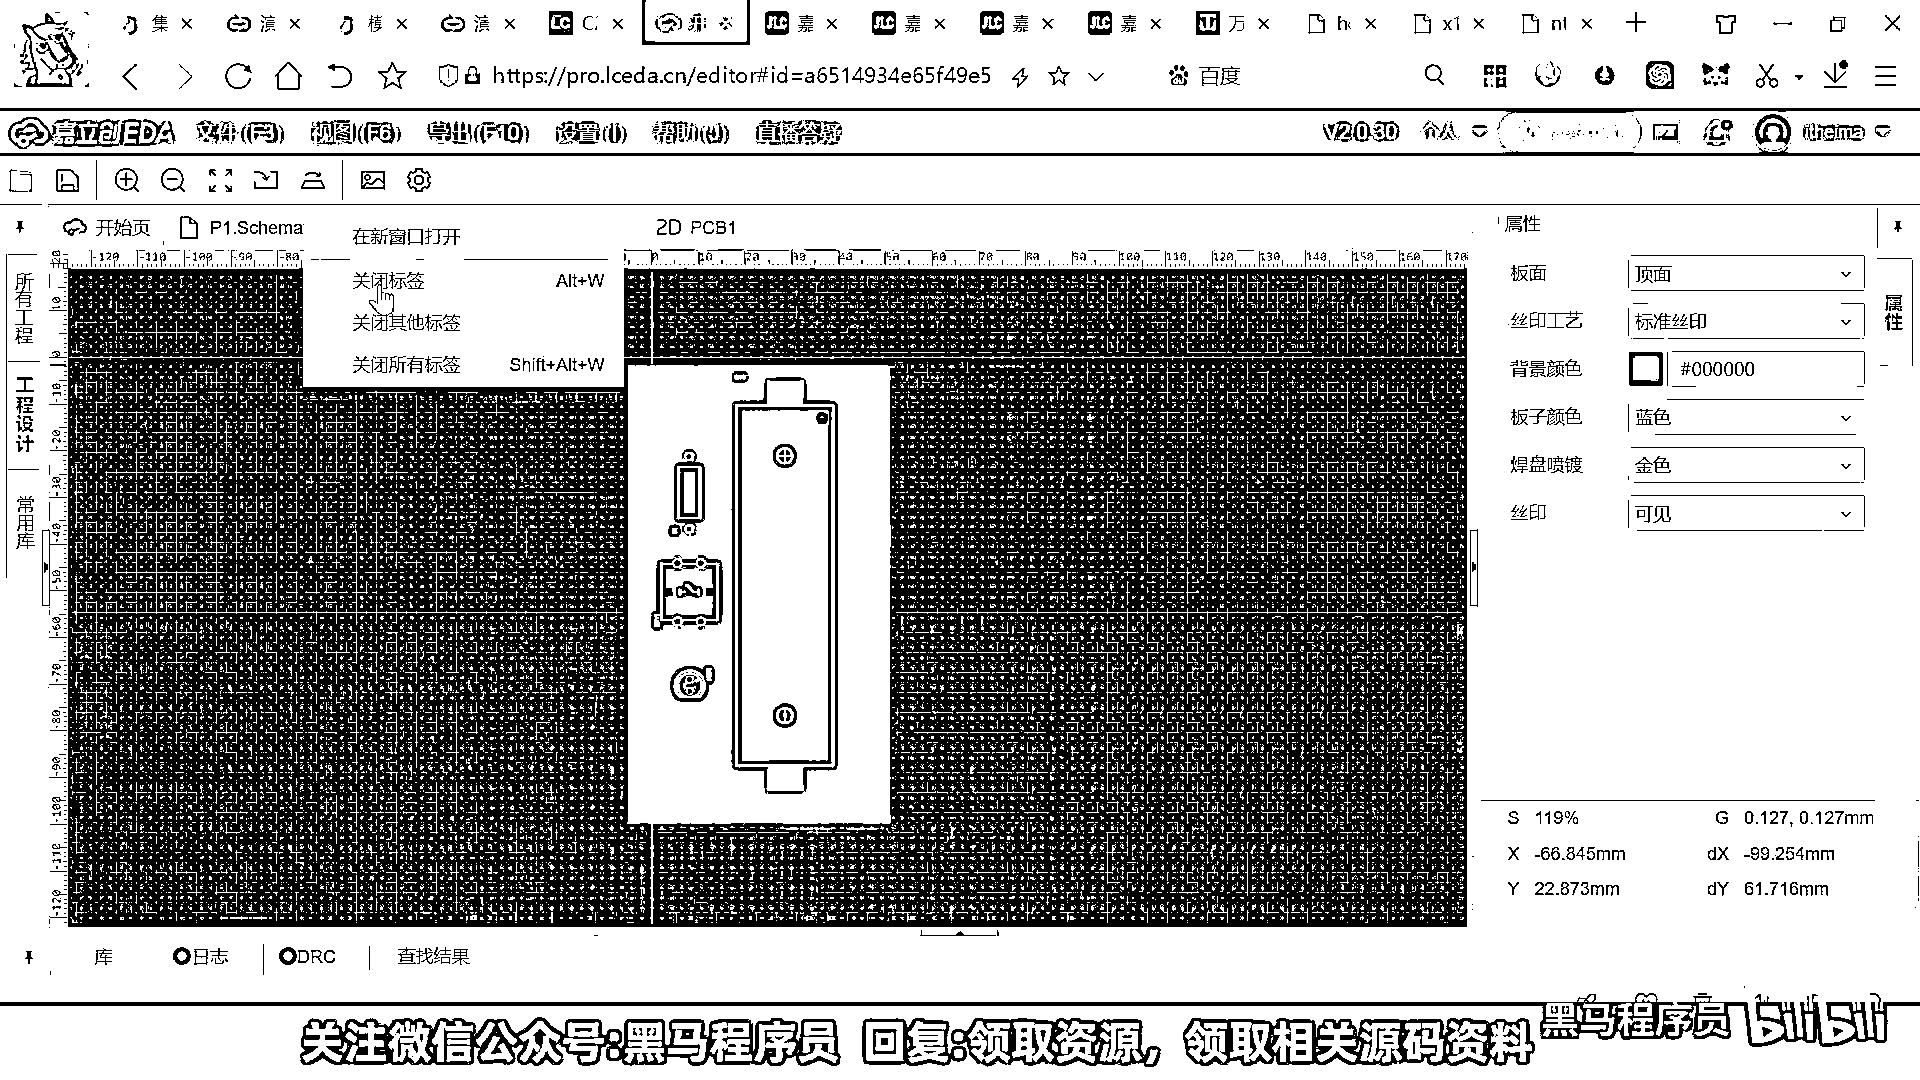 集 滇 模 滇 嘉 嘉 嘉 嘉 万
https://pro.lceda.cn/editor#id=a6514934e65f49e5 百度
嘉立创EDA 文件(F3) 视图(F6) 导出(F10) 设置(I) 帮助(J) 直播答疑 V2.0.30 个人 itheima
开始页 P1.Schema 2D PCB1 属性
在新窗口打开
关闭标签 Alt+W
关闭其他标签
关闭所有标签 Shift+Alt+W
所有工程
工程设计
常用库
板面 顶面
丝印工艺 标准丝印
背景颜色 #000000
板子颜色 蓝色
焊盘喷镀 金色
丝印 可见
属性
S 119% G 0.127, 0.127mm
X -66.845mm dX -99.254mm
Y 22.873mm dY 61.716mm
库 日志 DRC 查找结果
关注微信公众号:黑马程序员 回复:领取资源，领取相关源码资料
黑马程序员 bilibili